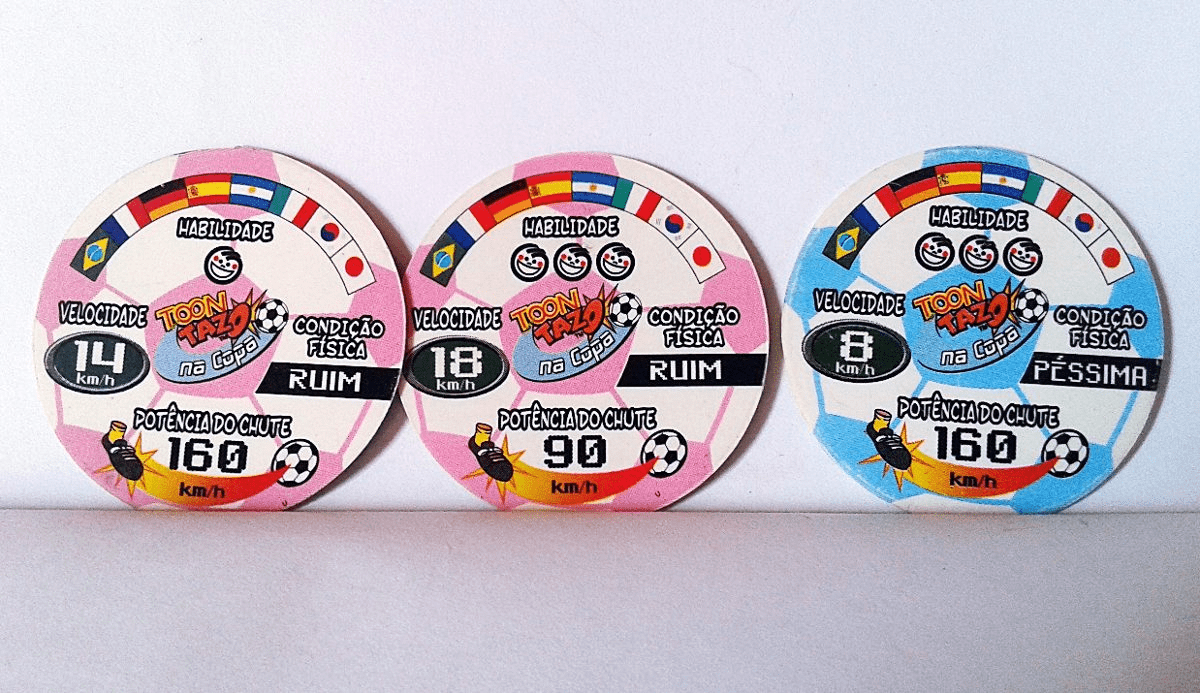 HABILIDADE
VELOCIDADE
TOON
TAZO
CONDIÇÃO
FÍSICA
14
km/h
na Copa
RUIM
POTÊNCIA DO CHUTE
160
km/h
HABILIDADE
VELOCIDADE
TOON
TAZO
CONDIÇÃO
FÍSICA
18
km/h
na Copa
RUIM
POTÊNCIA DO CHUTE
90
km/h
HABILIDADE
VELOCIDADE
TOON
TAZO
CONDIÇÃO
FÍSICA
8
km/h
na Copa
PÉSSIMA
POTÊNCIA DO CHUTE
160
km/h